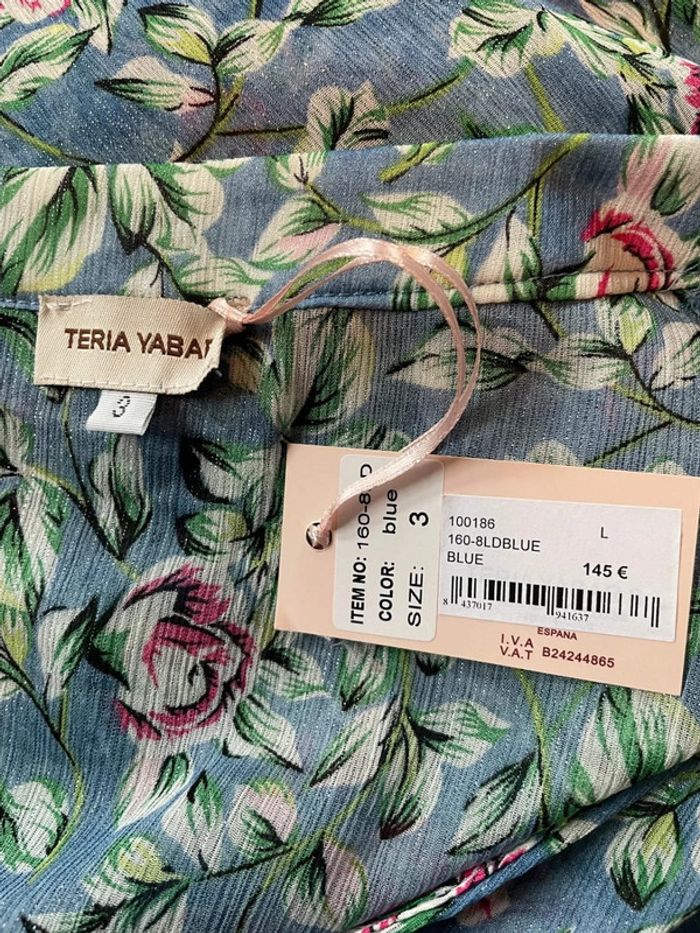 TERIA YABAR
3
ITEM NO: 160-8LD
COLOR: blue
SIZE: 3
100186
L
160-8LDBLUE
BLUE
145 €
8 437017 941637
ESPANA
I.V.A
V.A.T B24244865